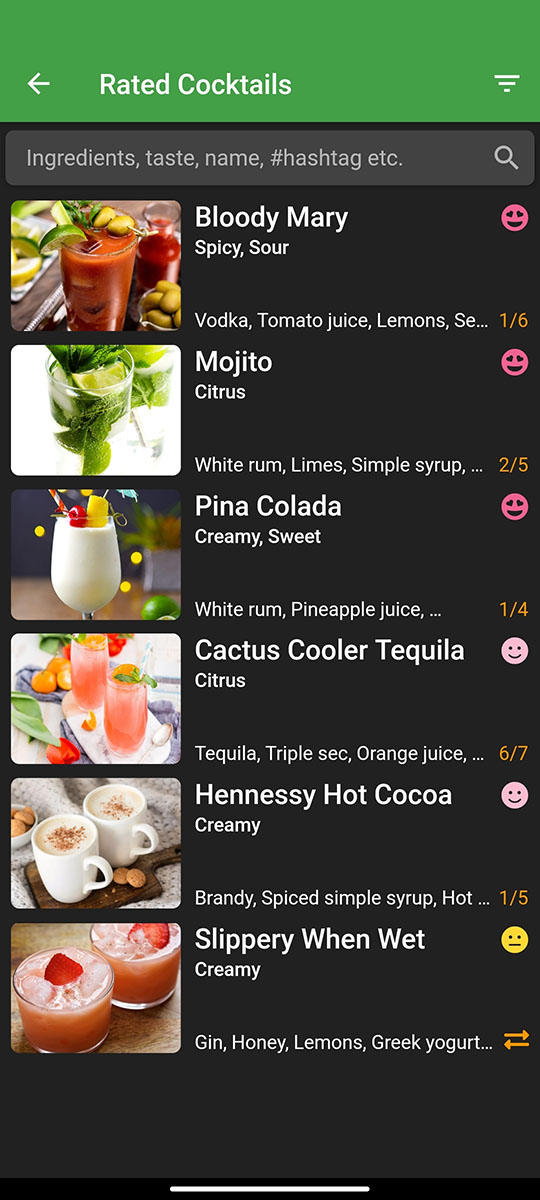 Rated Cocktails
Ingredients, taste, name, #hashtag etc.
Bloody Mary
Spicy, Sour
Vodka, Tomato juice, Lemons, Se... 1/6
Mojito
Citrus
White rum, Limes, Simple syrup, ... 2/5
Pina Colada
Creamy, Sweet
White rum, Pineapple juice, ... 1/4
Cactus Cooler Tequila
Citrus
Tequila, Triple sec, Orange juice, ... 6/7
Hennessy Hot Cocoa
Creamy
Brandy, Spiced simple syrup, Hot ... 1/5
Slippery When Wet
Creamy
Gin, Honey, Lemons, Greek yogurt...